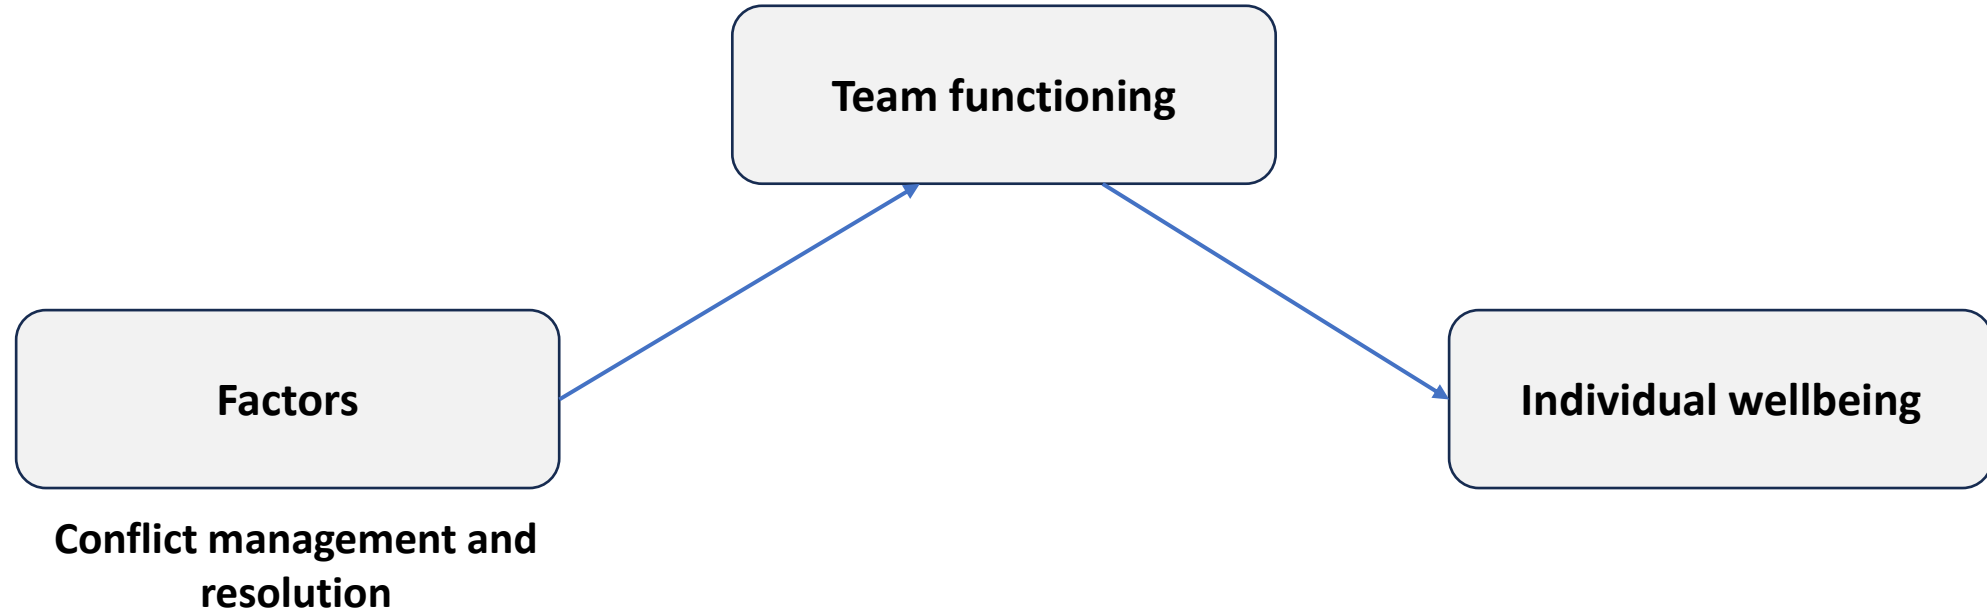 Team functioning
Factors
Individual wellbeing
Conflict management and
resolution